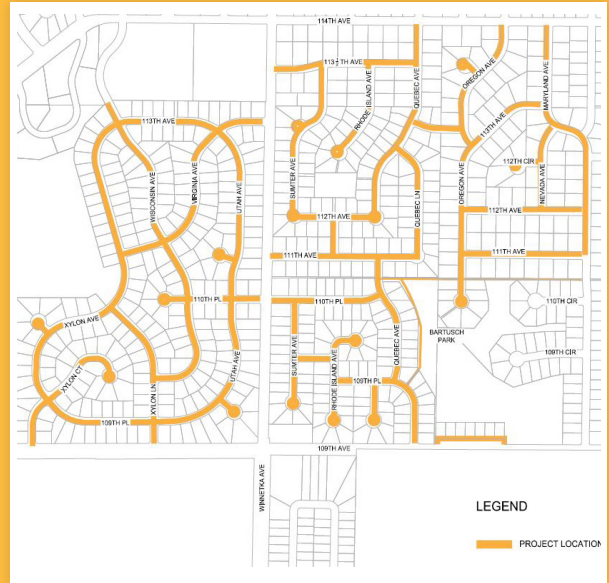 114TH AVE
113 1/2 TH AVE
RHODE ISLAND AVE
QUEBEC AVE
OREGON AVE
MARYLAND AVE
113TH AVE
113TH AVE
WISCONSIN AVE
VIRGINIA AVE
UTAH AVE
SUMTER AVE
112TH CIR
OREGON AVE
NEVADA AVE
112TH AVE
QUEBEC LN
112TH AVE
111TH AVE
111TH AVE
110TH PL
110TH PL
110TH CIR
XYLON AVE
BARTUSCH
PARK
QUEBEC AVE
109TH CIR
XYLON CT
XYLON LN
UTAH AVE
SUMTER AVE
RHODE ISLAND AVE
109TH PL
109TH PL
109TH AVE
WINNETKA AVE
LEGEND
PROJECT LOCATION